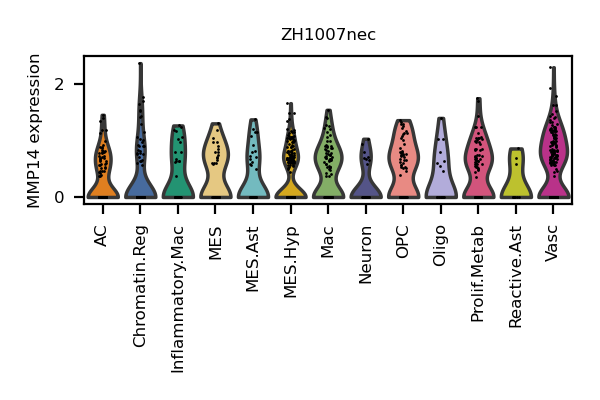 ZH1007nec
MMP14 expression
2
0
AC
Chromatin.Reg
Inflammatory.Mac
MES
MES.Ast
MES.Hyp
Mac
Neuron
OPC
Oligo
Prolif.Metab
Reactive.Ast
Vasc